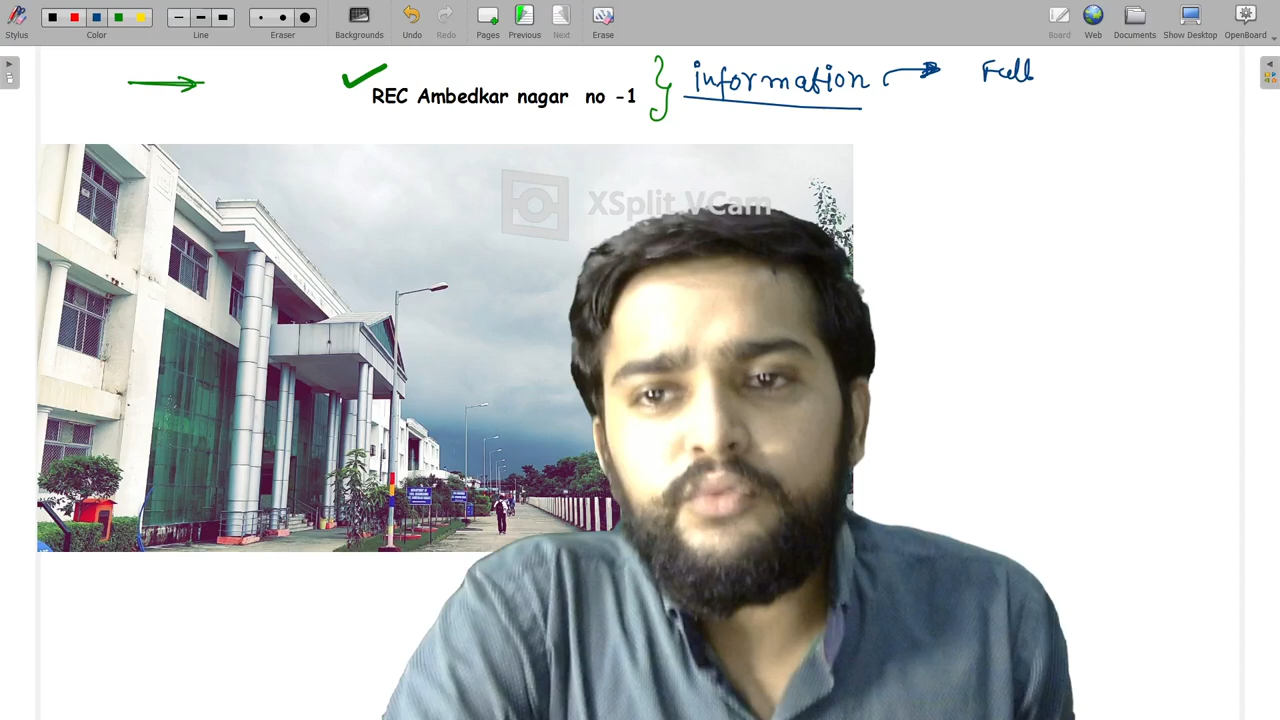 Stylus
Color
Line
Eraser
Backgrounds
Undo
Redo
Pages
Previous
Next
Erase
Board
Web
Documents
Show Desktop
OpenBoard
REC Ambedkar nagar no -1
information
XSplit VCam